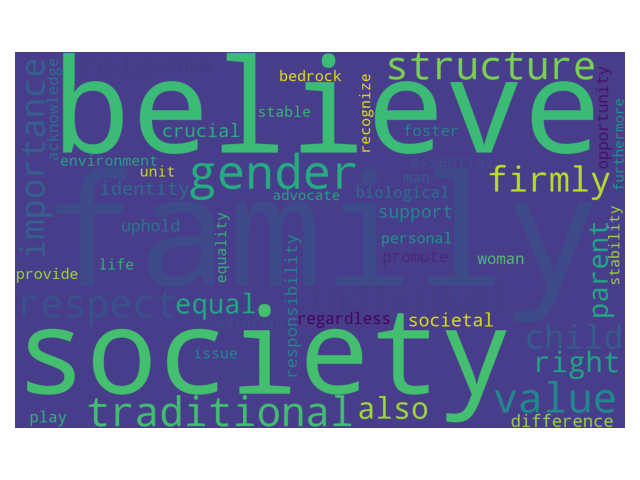 believe
structure
bedrock
importance
acknowledge
recognize
opportunity
furthermore
stable
crucial
foster
environment
unit
gender
essential
man
firmly
identity
advocate
biological
family
support
uphold
equality
personal
promote
woman
parent
stability
life
provide
responsibility
respect
equal
regardless
societal
society
issue
child
right
value
traditional
also
play
difference